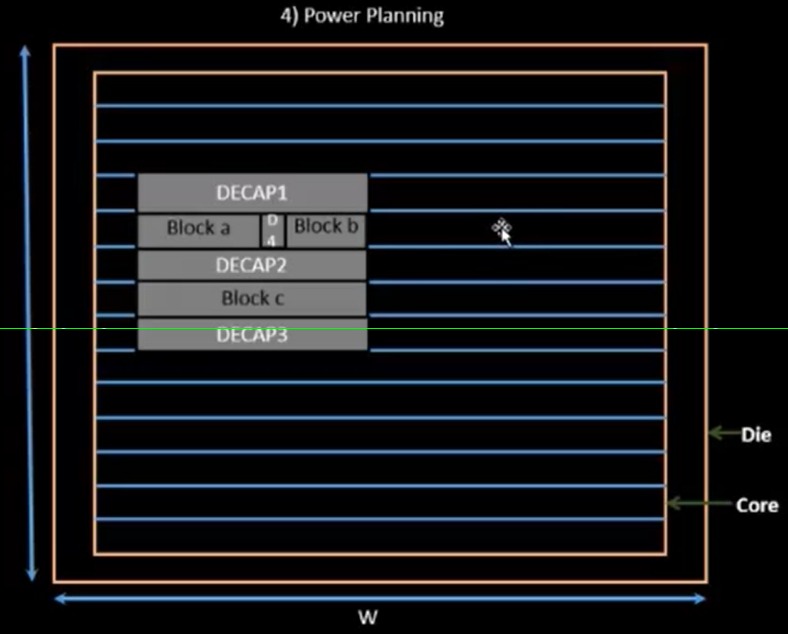 4) Power Planning
DECAP1
Block a
D
4
Block b
DECAP2
Block c
DECAP3
Die
Core
W